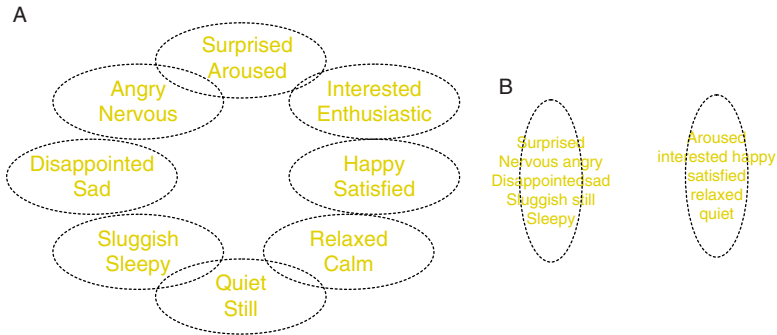 A
Surprised
Aroused
Angry
Nervous
Interested
Enthusiastic
Disappointed
Sad
Happy
Satisfied
Sluggish
Sleepy
Relaxed
Calm
Quiet
Still
B
Surprised
Nervous angry
Disappointedsad
Sluggish still
Sleepy
Aroused
interested happy
satisfied
relaxed
quiet